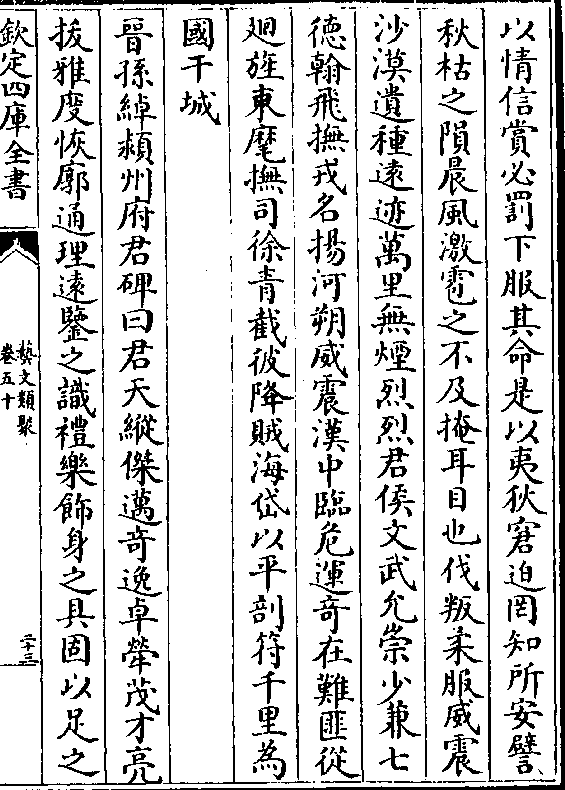 以情信賞必罰下服其命是以夷狄窘迫罔知所安譬
秋枯之隕晨風激雹之不及掩耳目也伐叛柔服威震
沙漠遺種遠迹萬里無煙烈烈君侯文武允崇少兼七
德翰飛撫戎名揚河朔威震漢中臨危運奇在難匪從
廻旌東麾撫司徐青截彼降賊海岱以平剖符千里為
國干城
晉孫綽潁州府君碑曰君天縱傑邁奇逸卓犖茂才亮
拔雅度恢廓通理遠鑒之識禮樂飾身之具固以足之
欽定四庫全書
藝文類聚
卷五十
二十三